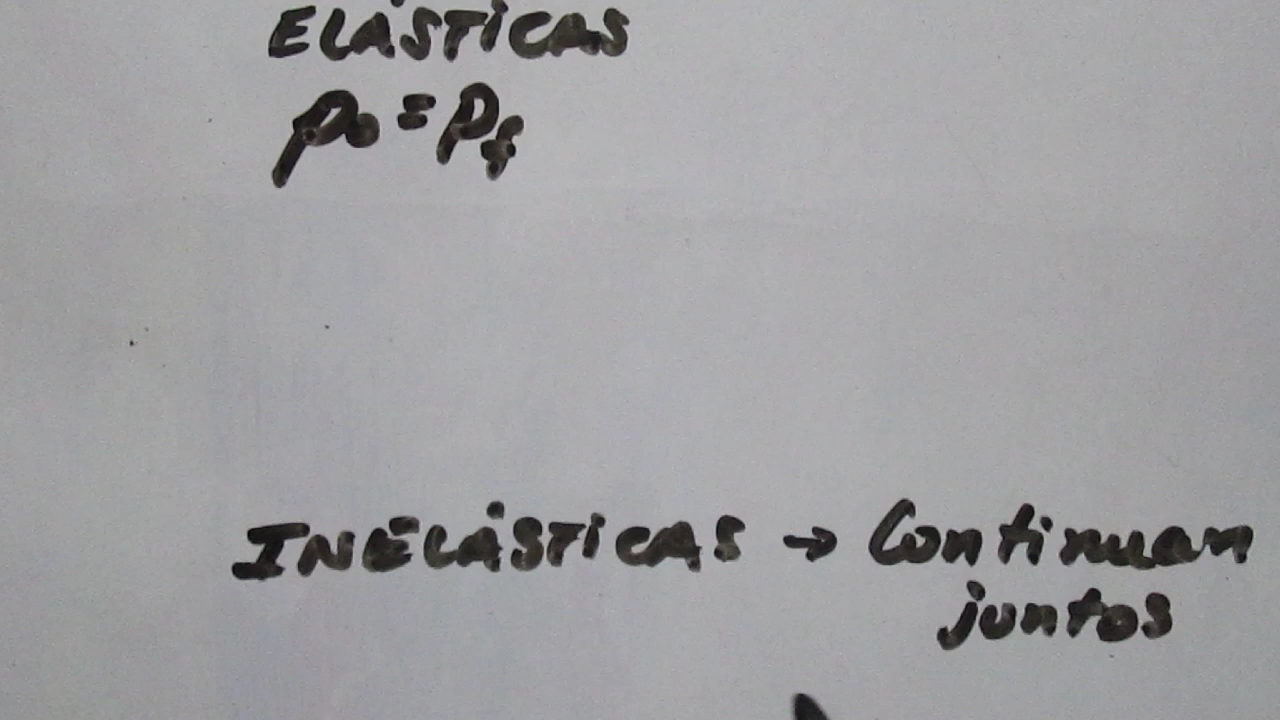 ELÁSTiCAS
po = pf
INELÁSTiCAS → Continuan
juntos